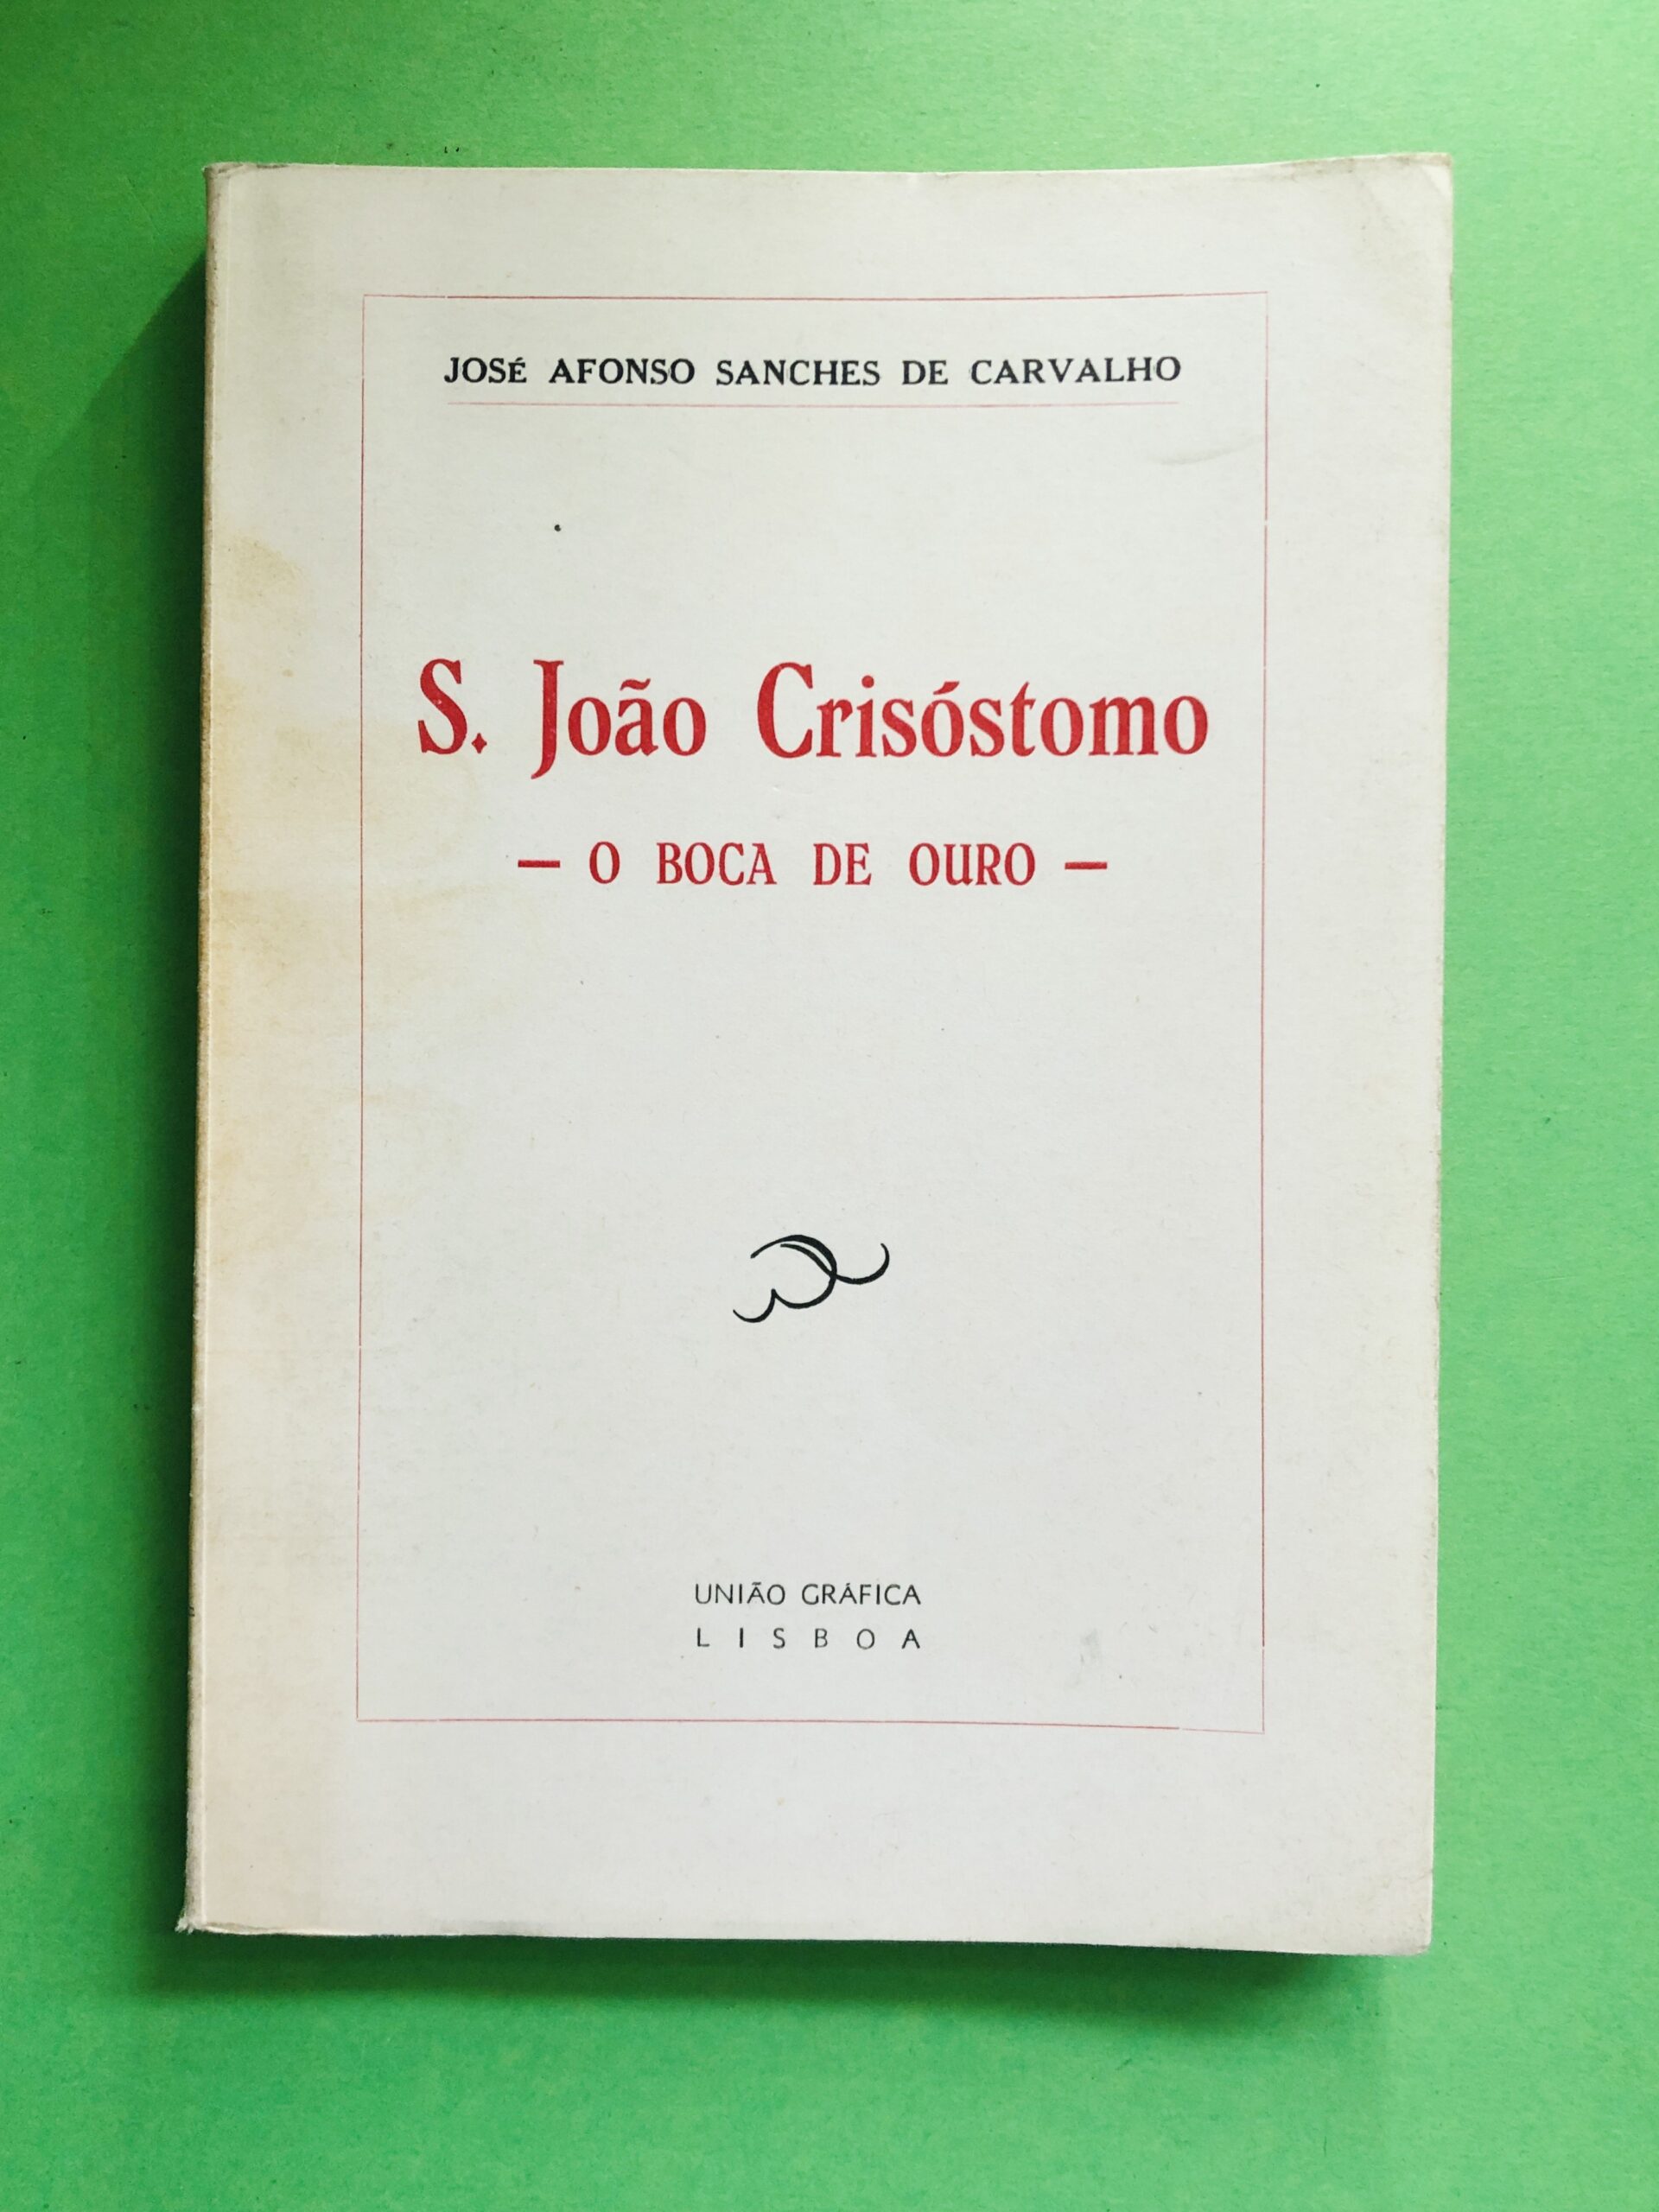 JOSÉ AFONSO SANCHES DE CARVALHO
S. João Crisóstomo
— O BOCA DE OURO —
UNIÃO GRÁFICA
LISBOA